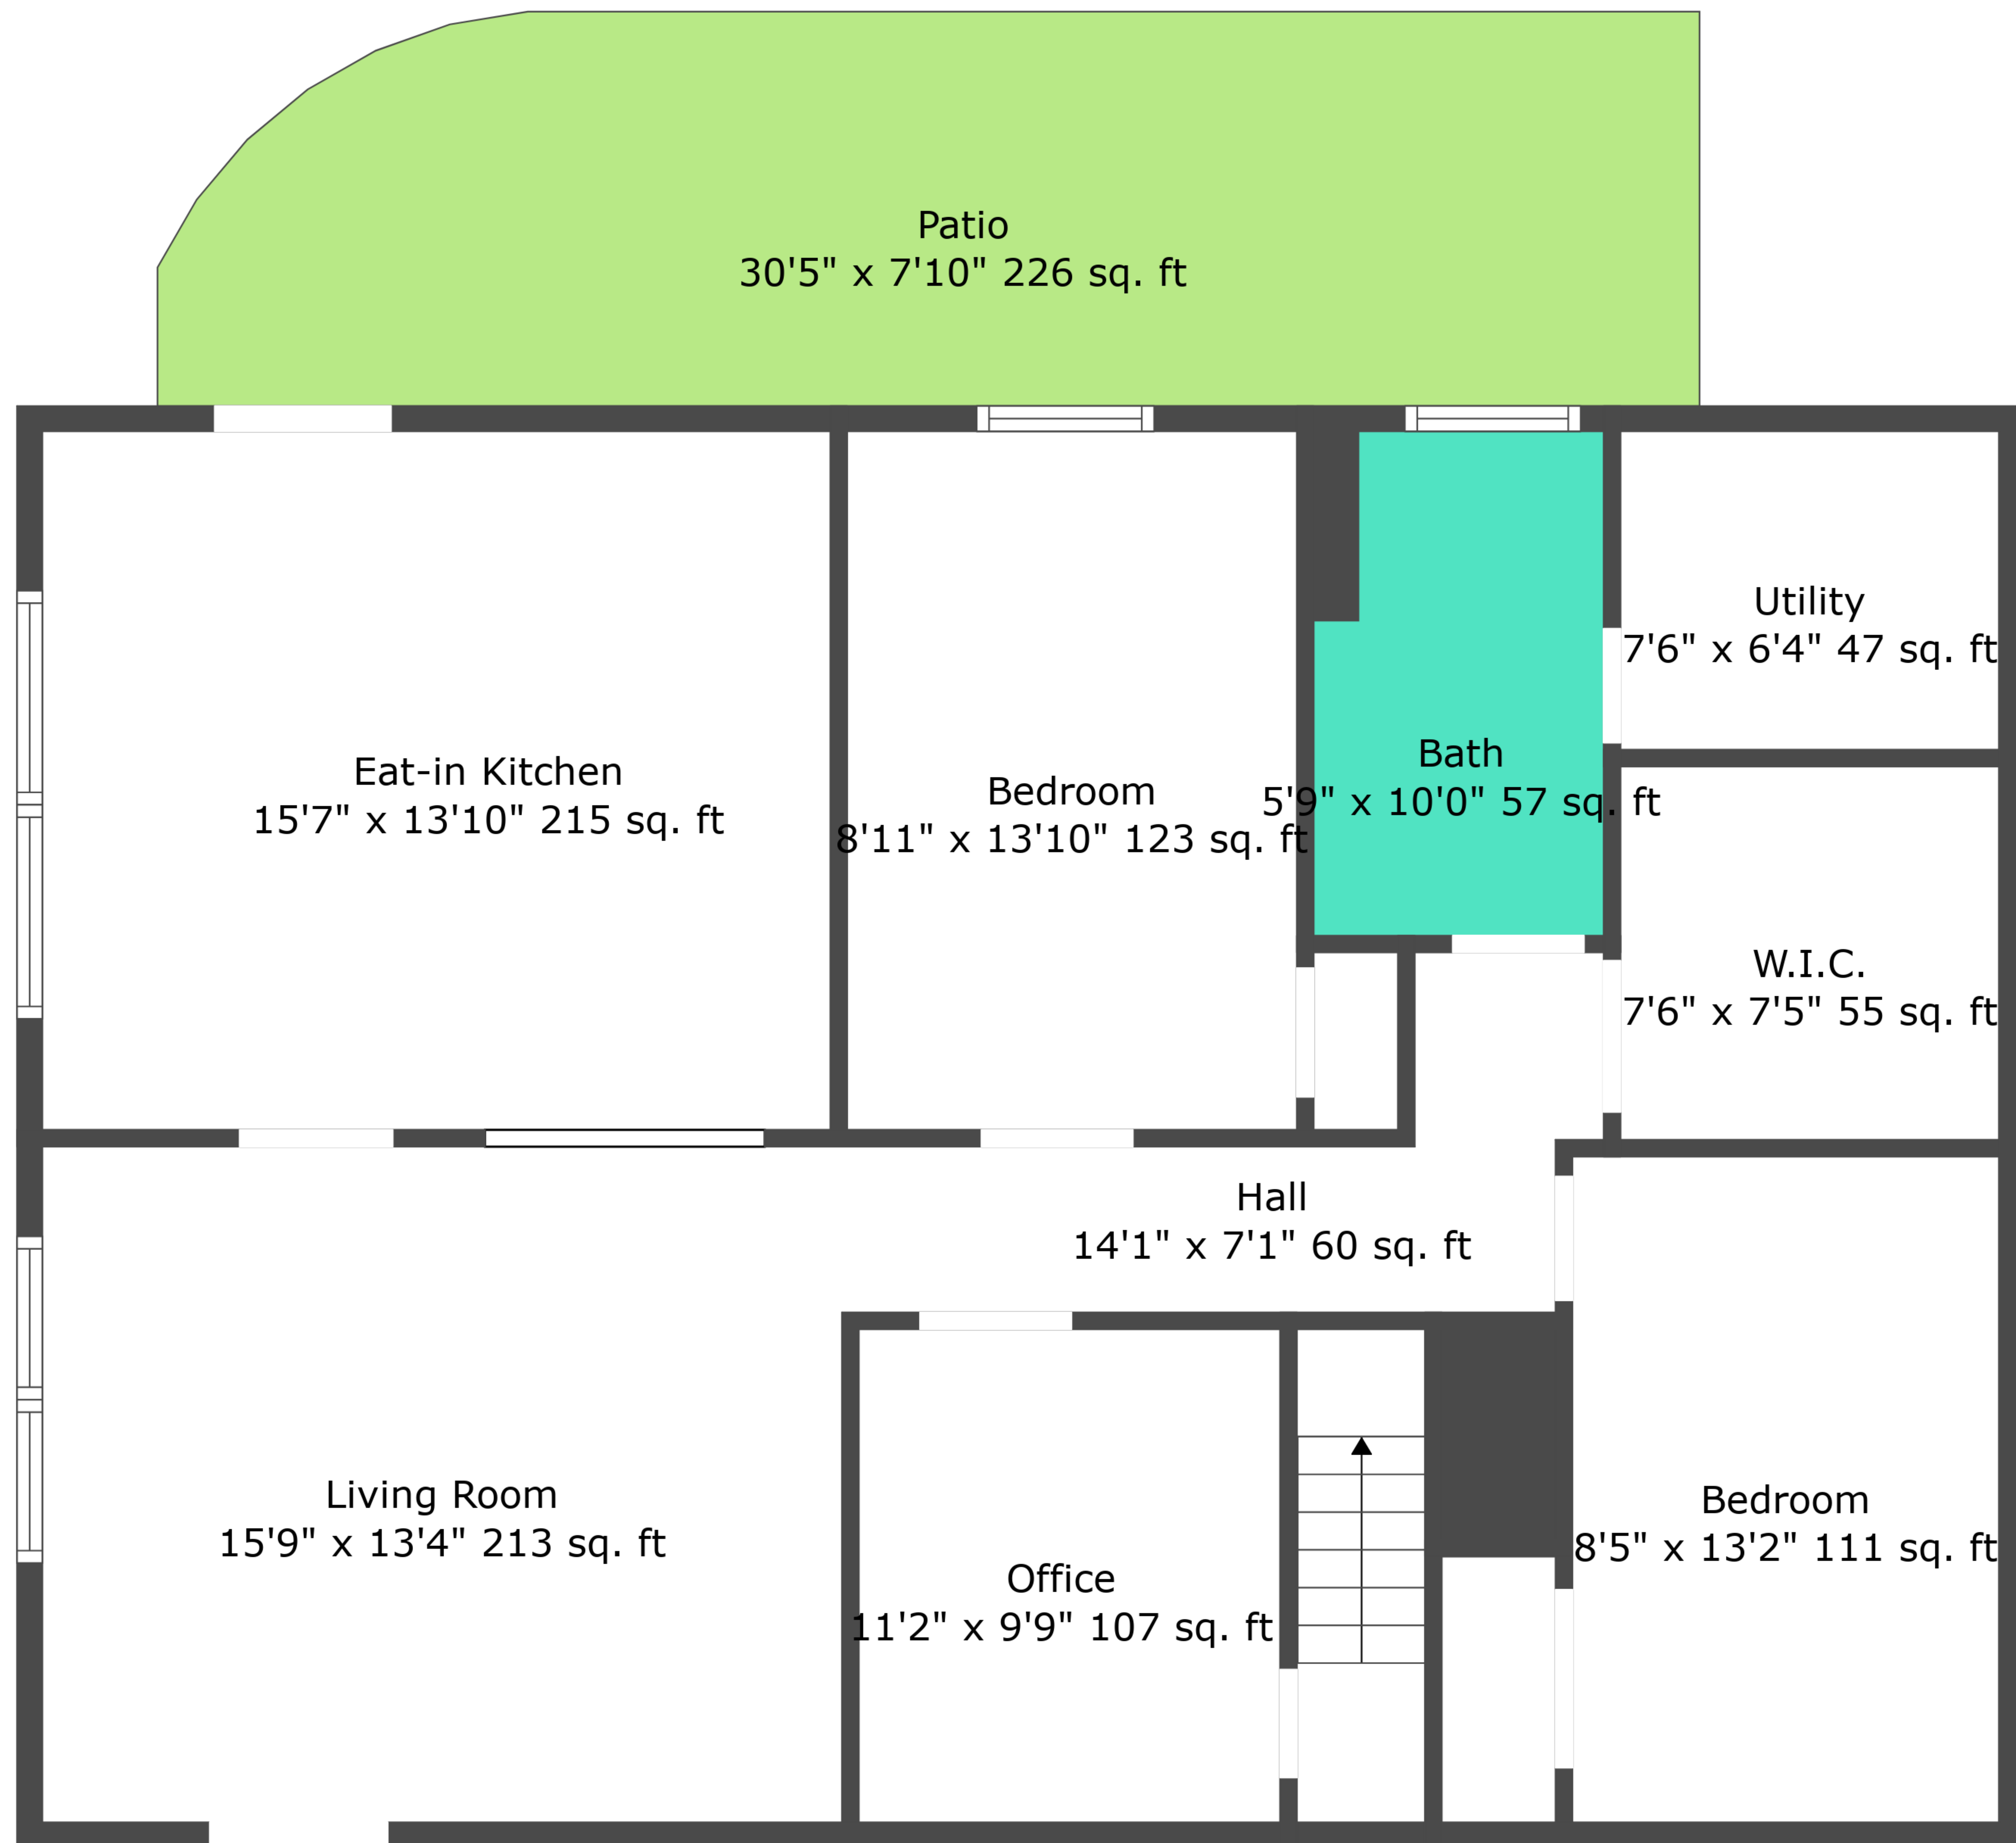 Patio
30'5" x 7'10" 226 sq. ft
Utility
7'6" x 6'4" 47 sq. ft
Bath
5'9" x 10'0" 57 sq. ft
Eat-in Kitchen
15'7" x 13'10" 215 sq. ft
Bedroom
8'11" x 13'10" 123 sq. ft
W.I.C.
7'6" x 7'5" 55 sq. ft
Hall
14'1" x 7'1" 60 sq. ft
Living Room
15'9" x 13'4" 213 sq. ft
Bedroom
8'5" x 13'2" 111 sq. ft
Office
11'2" x 9'9" 107 sq. ft